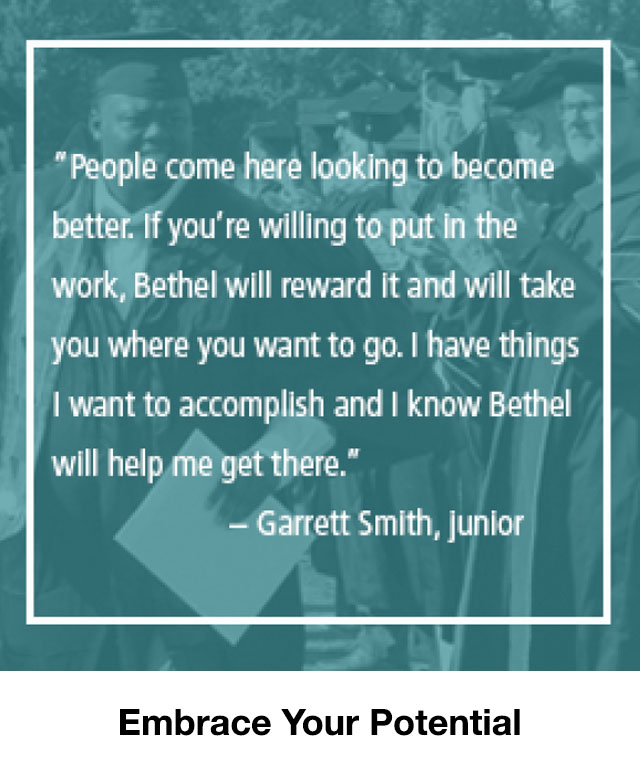 "People come here looking to become
better. If you're willing to put in the
work, Bethel will reward it and will take
you where you want to go. I have things
I want to accomplish and I know Bethel
will help me get there."
– Garrett Smith, junior
Embrace Your Potential